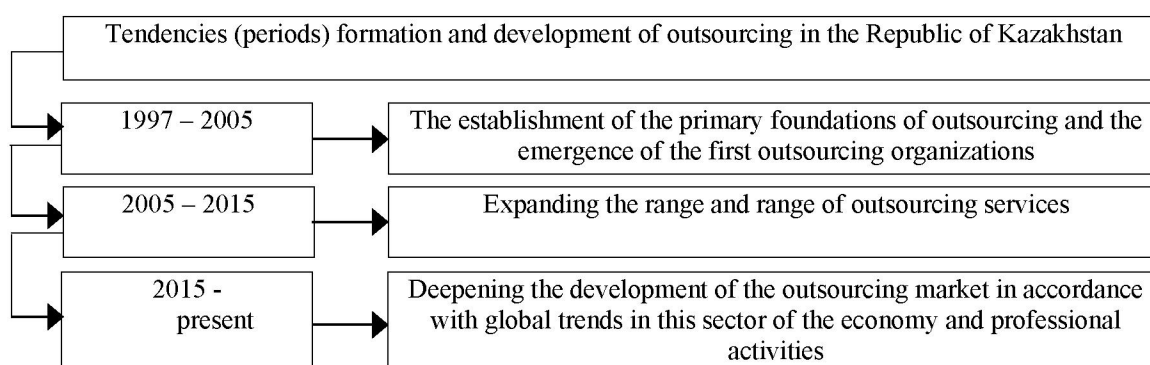 Tendencies (periods) formation and development of outsourcing in the Republic of Kazakhstan
1997 – 2005
The establishment of the primary foundations of outsourcing and the
emergence of the first outsourcing organizations
2005 – 2015
Expanding the range and range of outsourcing services
2015 -
present
Deepening the development of the outsourcing market in accordance
with global trends in this sector of the economy and professional
activities